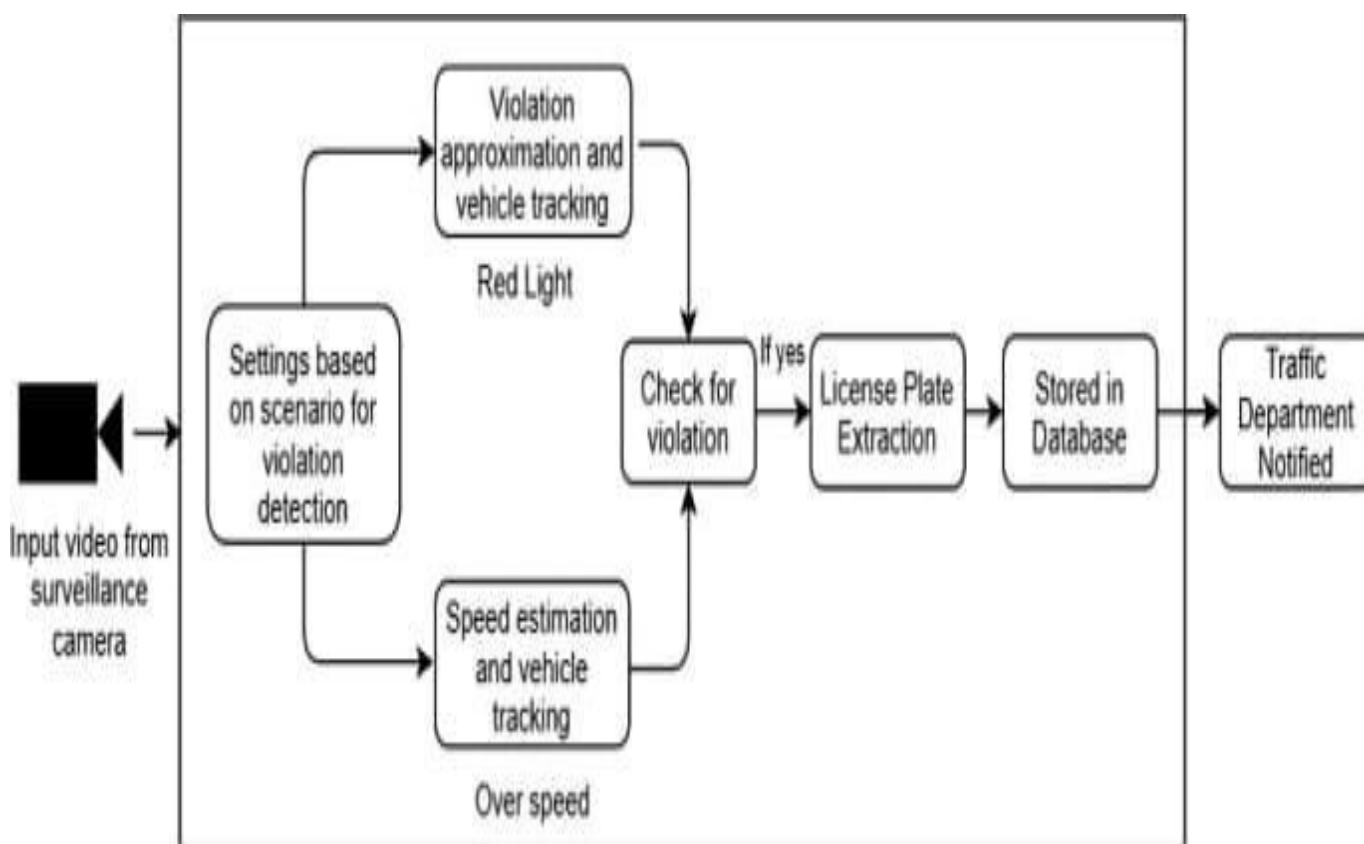 Input video from
surveillance
camera
Settings based
on scenario for
violation
detection
Violation
approximation and
vehicle tracking
Red Light
Speed estimation
and vehicle
tracking
Over speed
Check for
violation
If yes
License Plate
Extraction
Stored in
Database
Traffic
Department
Notified